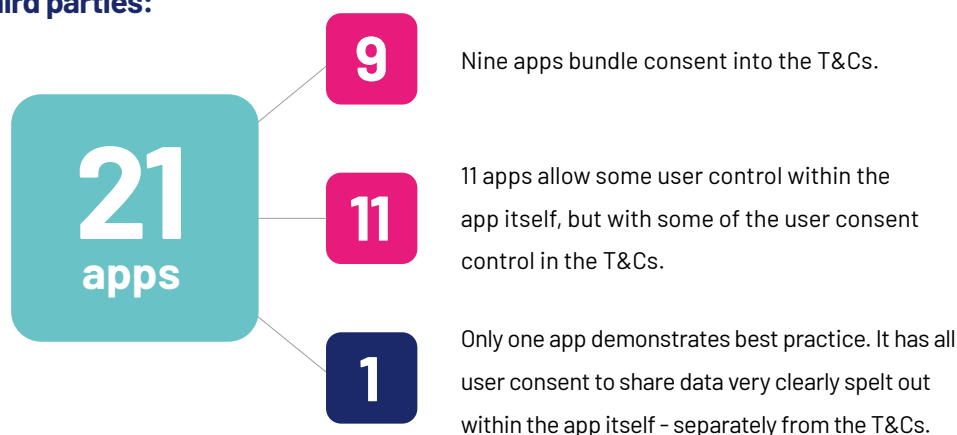 third parties:
9
Nine apps bundle consent into the T&Cs.
21
apps
11
11 apps allow some user control within the
app itself, but with some of the user consent
control in the T&Cs.
1
Only one app demonstrates best practice. It has all
user consent to share data very clearly spelt out
within the app itself - separately from the T&Cs.